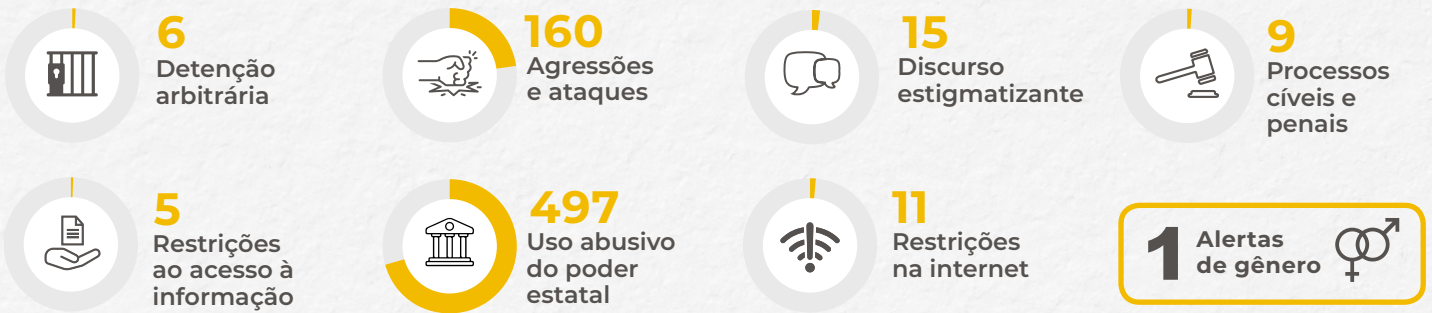 6
Detenção
arbitrária
160
Agressões
e ataques
15
Discurso
estigmatizante
9
Processos
cíveis e
penais
5
Restrições
ao acesso à
informação
497
Uso abusivo
do poder
estatal
11
Restrições
na internet
1
Alertas
de gênero